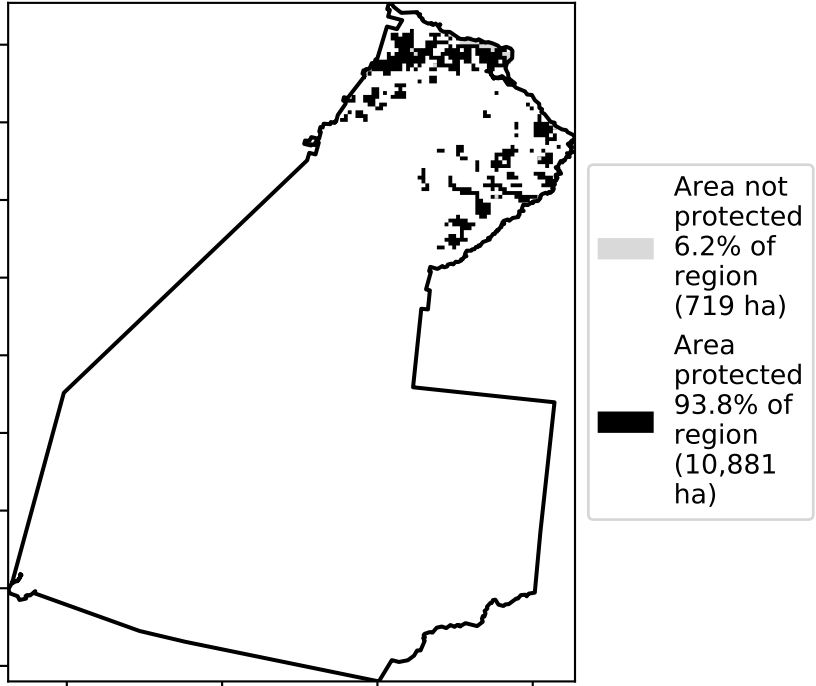 Area not
protected
6.2% of
region
(719 ha)
Area
protected
93.8% of
region
(10,881
ha)